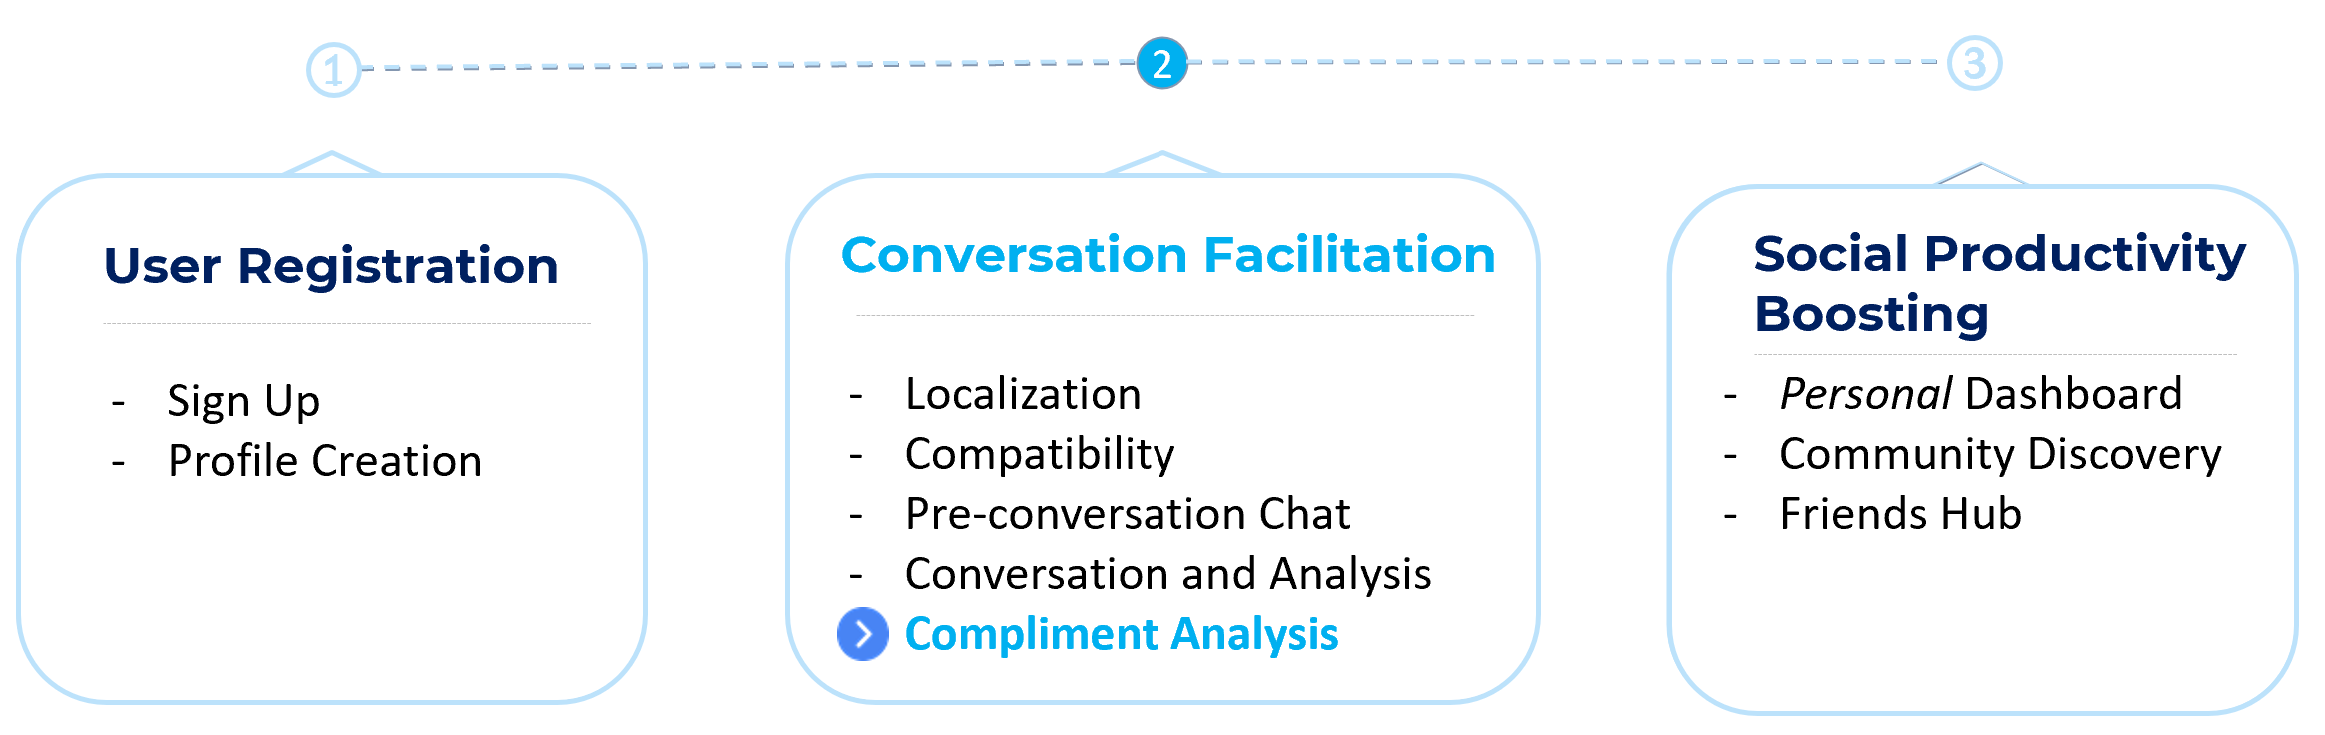 1
2
3
User Registration
- Sign Up
- Profile Creation
Conversation Facilitation
- Localization
- Compatibility
- Pre-conversation Chat
- Conversation and Analysis
Compliment Analysis
Social Productivity
Boosting
- Personal Dashboard
- Community Discovery
- Friends Hub